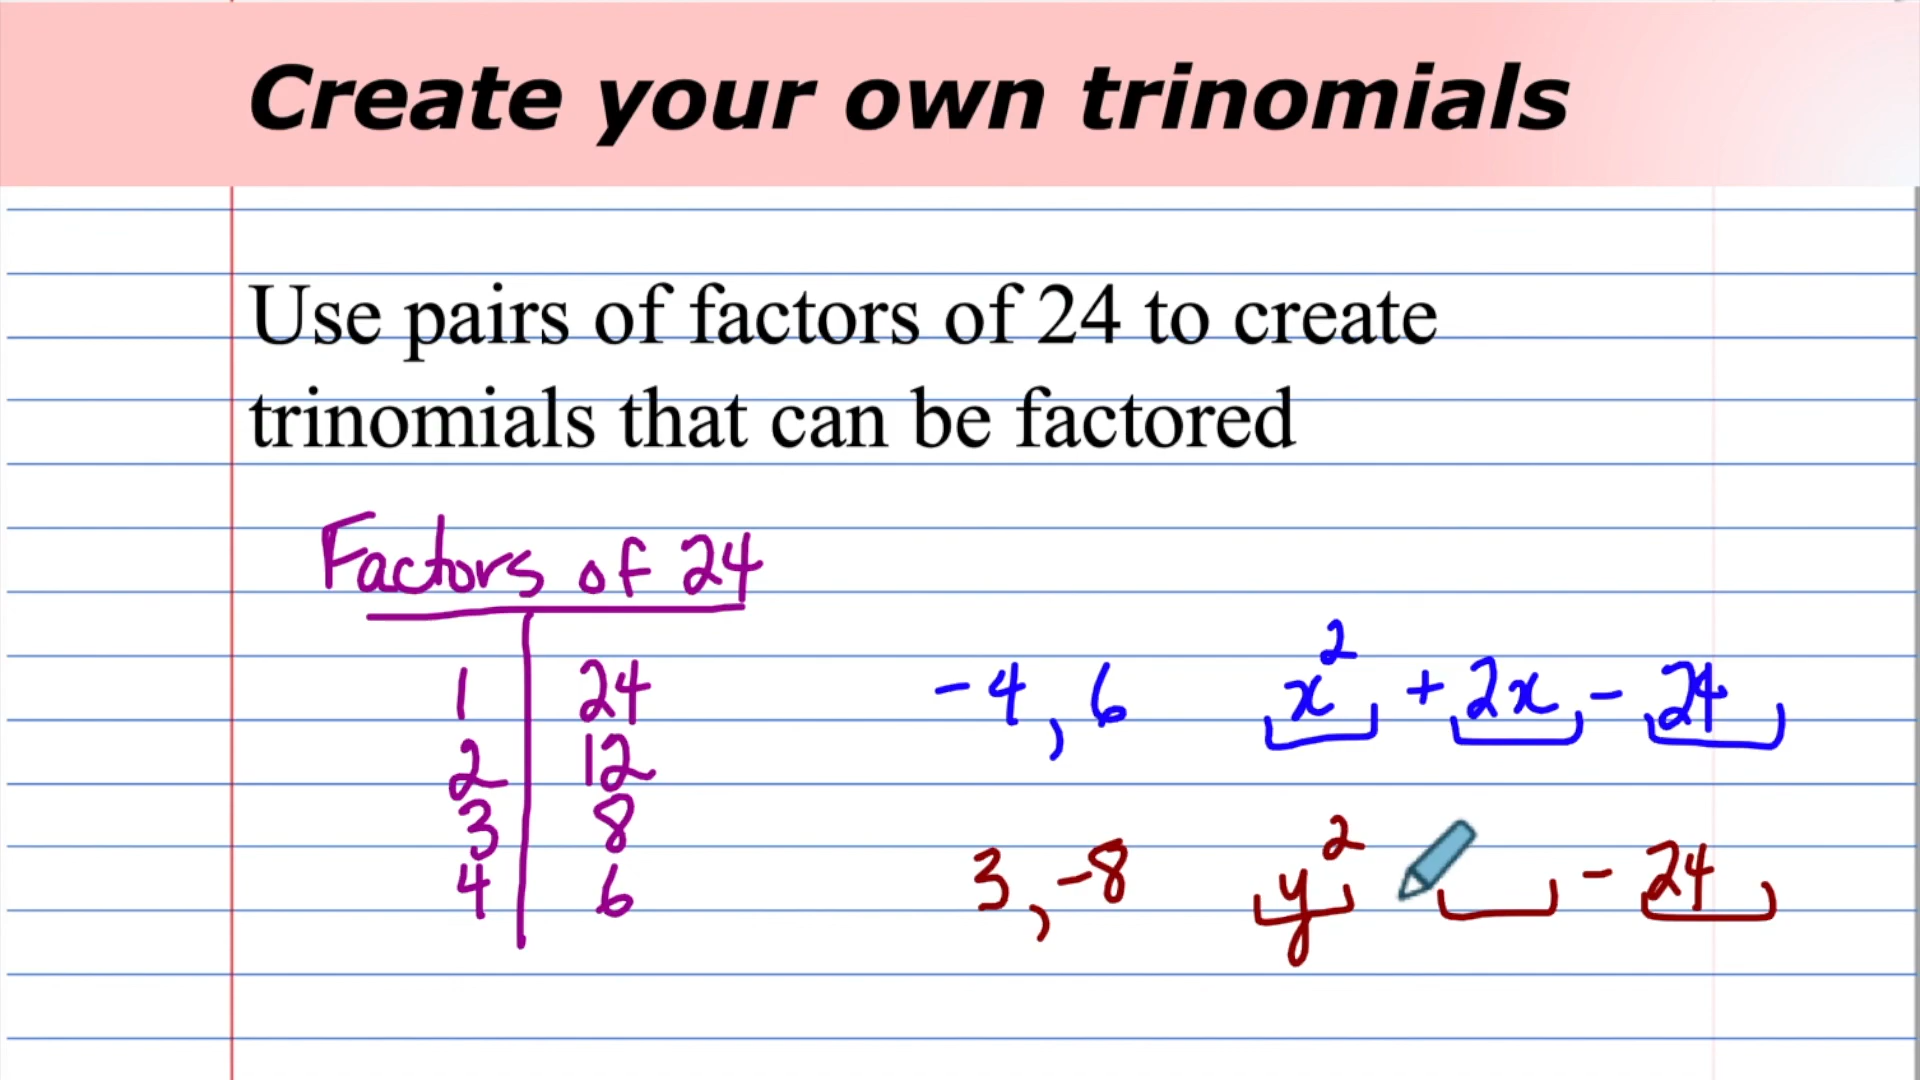 Create your own trinomials
Use pairs of factors of 24 to create
trinomials that can be factored
Factors of 24
1 24
2 12
3 8
4 6
-4, 6 x² + 2x - 24
3, -8 y² - 24